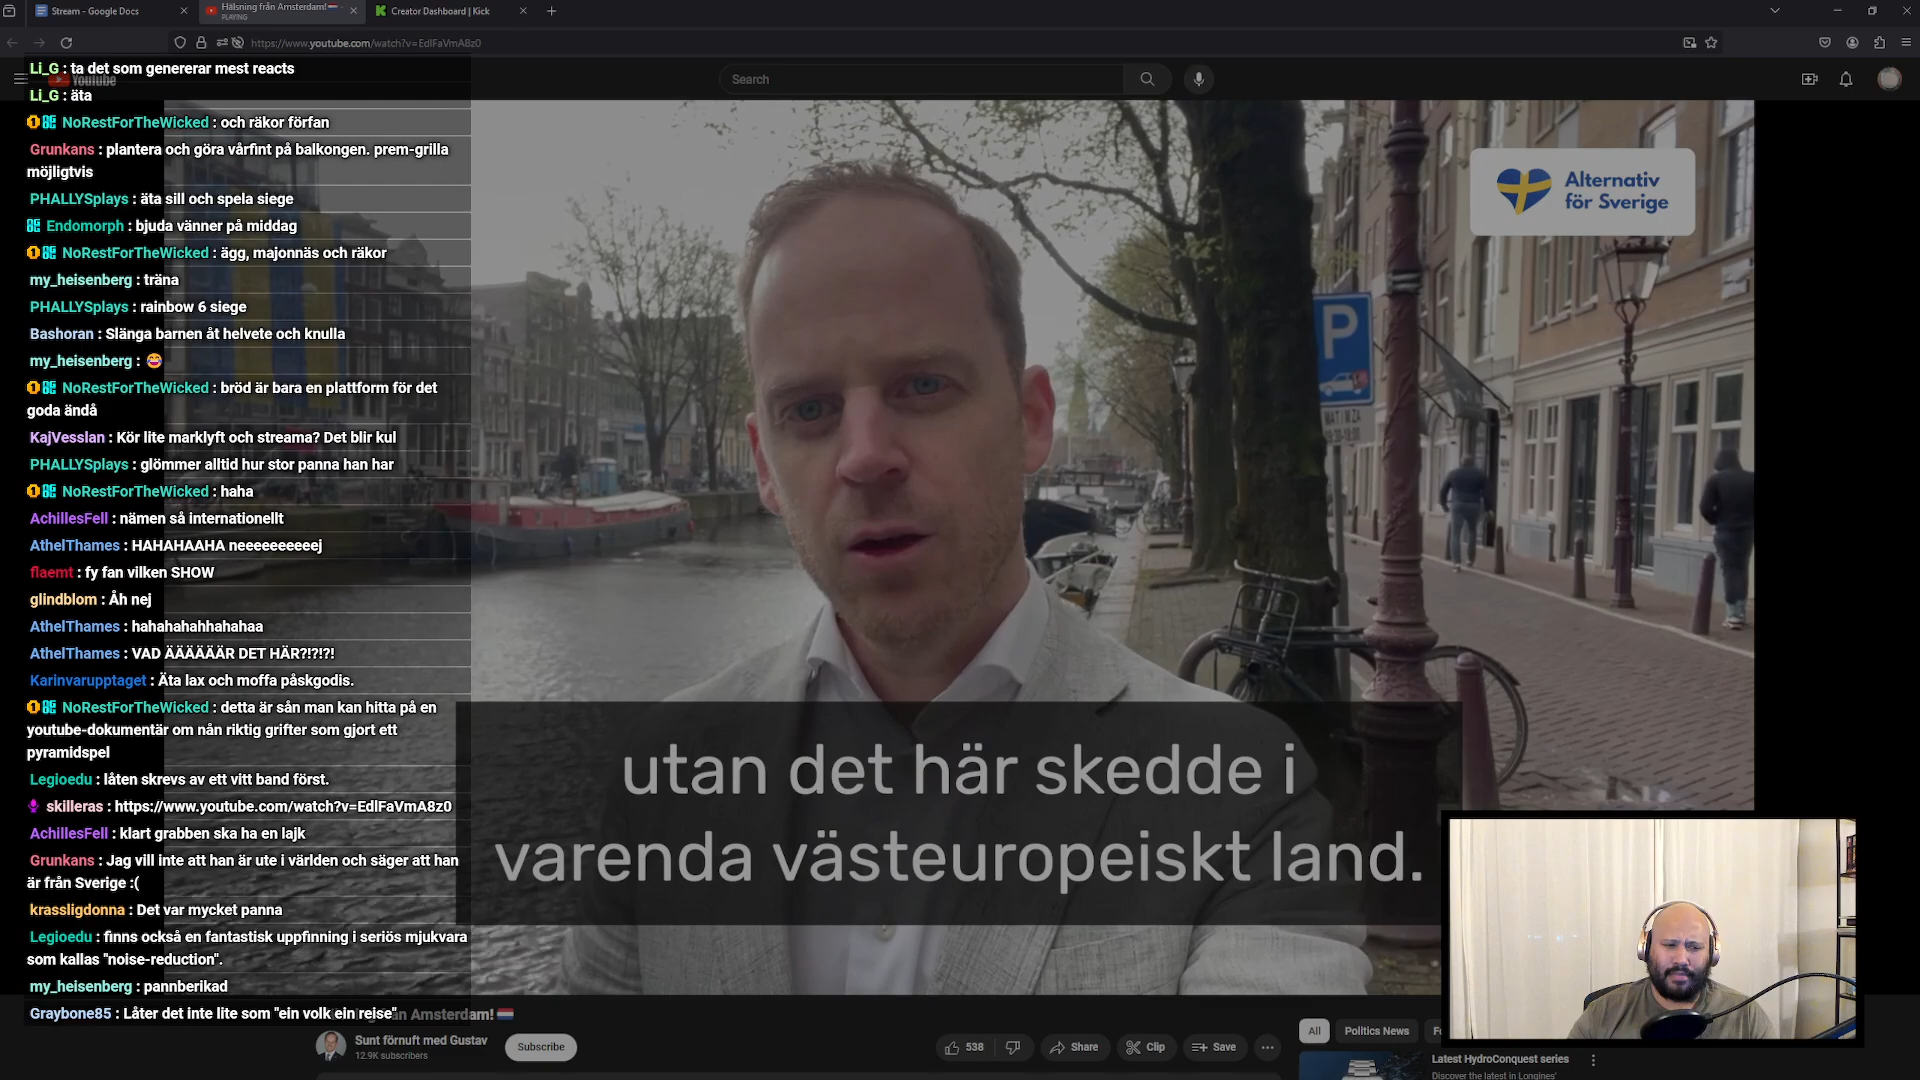 Stream - Google Docs
Hälsning från Amsterdam!
PLAYING
Creator Dashboard | Kick
https://www.youtube.com/watch?v=EdlFaVmA8z0
YouTube
Search
Li_G : ta det som genererar mest reacts
Li_G : äta
NoRestForTheWicked : och räkor förfan
Grunkans : plantera och göra vårfint på balkongen. prem-grilla
möjligtvis
PHALLYSplays : äta sill och spela siege
Endomorph : bjuda vänner på middag
NoRestForTheWicked : ägg, majonnäs och räkor
my_heisenberg : träna
PHALLYSplays : rainbow 6 siege
Bashoran : Slänga barnen åt helvete och knulla
my_heisenberg : 😂
NoRestForTheWicked : bröd är bara en plattform för det
goda ändå
KajVesslan : Kör lite marklyft och streama? Det blir kul
PHALLYSplays : glömmer alltid hur stor panna han har
NoRestForTheWicked : haha
AchillesFell : nämen så internationellt
AthelThames : HAHAHAAHA neeeeeeeeeej
flaemt : fy fan vilken SHOW
glindblom : Åh nej
AthelThames : hahahahahhahahaa
AthelThames : VAD ÄÄÄÄÄÄR DET HÄR?!?!?!
Karinvarupptaget : Äta lax och moffa påskgodis.
NoRestForTheWicked : detta är sån man kan hitta på en
youtube-dokumentär om nån riktig grifter som gjort ett
pyramidspel
Legioedu : låten skrevs av ett vitt band först.
skilleras : https://www.youtube.com/watch?v=EdlFaVmA8z0
AchillesFell : klart grabben ska ha en lajk
Grunkans : Jag vill inte att han är ute i världen och säger att han
är från Sverige :(
krassligdonna : Det var mycket panna
Legioedu : finns också en fantastisk uppfinning i seriös mjukvara
som kallas "noise-reduction".
my_heisenberg : pannberikad
Graybone85 : Låter det inte lite som "ein volk ein reise"
Alternativ
för Sverige
P
utan det här skedde i
varenda västeuropeiskt land.
Amsterdam!
Sunt förnuft med Gustav
12.9K subscribers
Subscribe
538
Share
Clip
Save
All
Politics News
Latest HydroConquest series
Discover the latest in Longines'